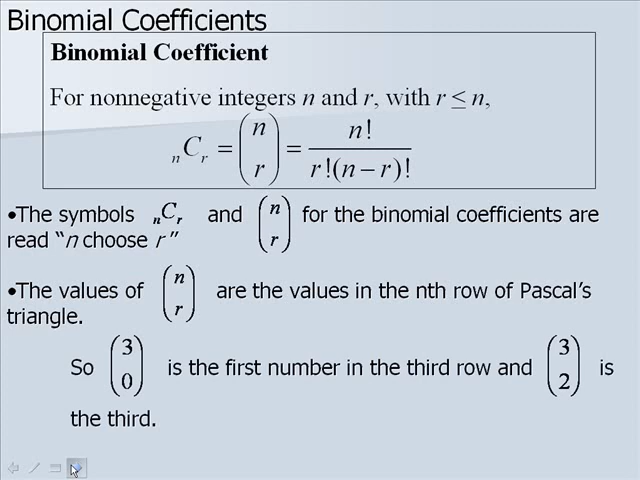 Binomial Coefficients
Binomial Coefficient
For nonnegative integers n and r, with r ≤ n,
nCr = (n r) = n! / r!(n − r)!
•The symbols nCr and (n r) for the binomial coefficients are
read “n choose r ”
•The values of (n r) are the values in the nth row of Pascal’s
triangle.
So (3 0) is the first number in the third row and (3 2) is
the third.